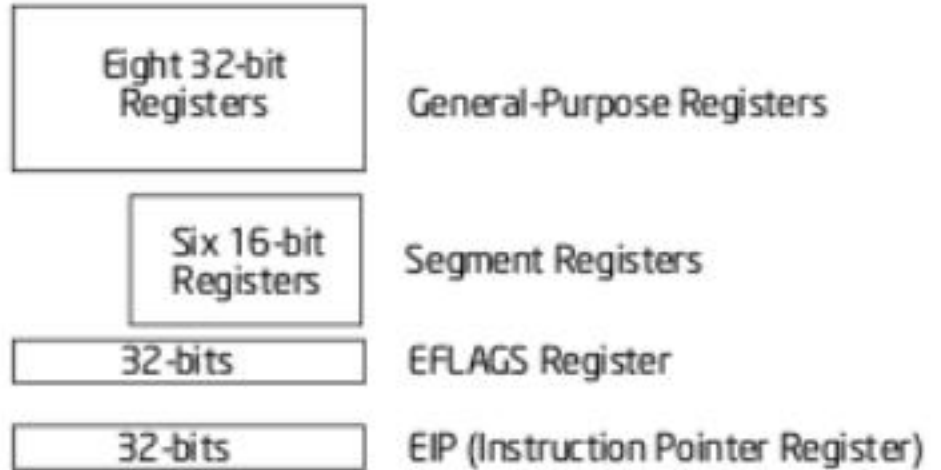 Eight 32-bit
Registers
General-Purpose Registers
Six 16-bit
Registers
Segment Registers
32-bits
EFLAGS Register
32-bits
EIP (Instruction Pointer Register)